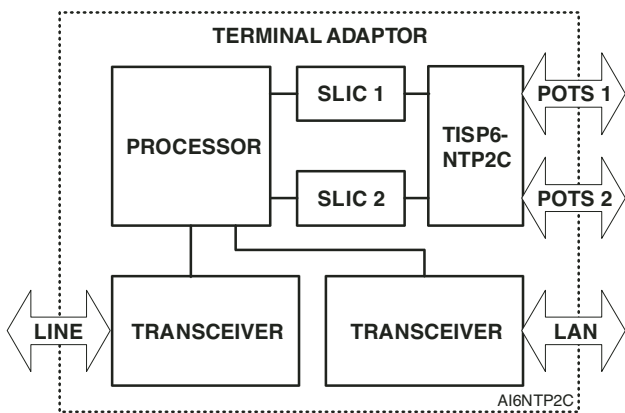 TERMINAL ADAPTOR
PROCESSOR
SLIC 1
SLIC 2
TISP6-
NTP2C
POTS 1
POTS 2
LINE
TRANSCEIVER
TRANSCEIVER
LAN
AI6NTP2C